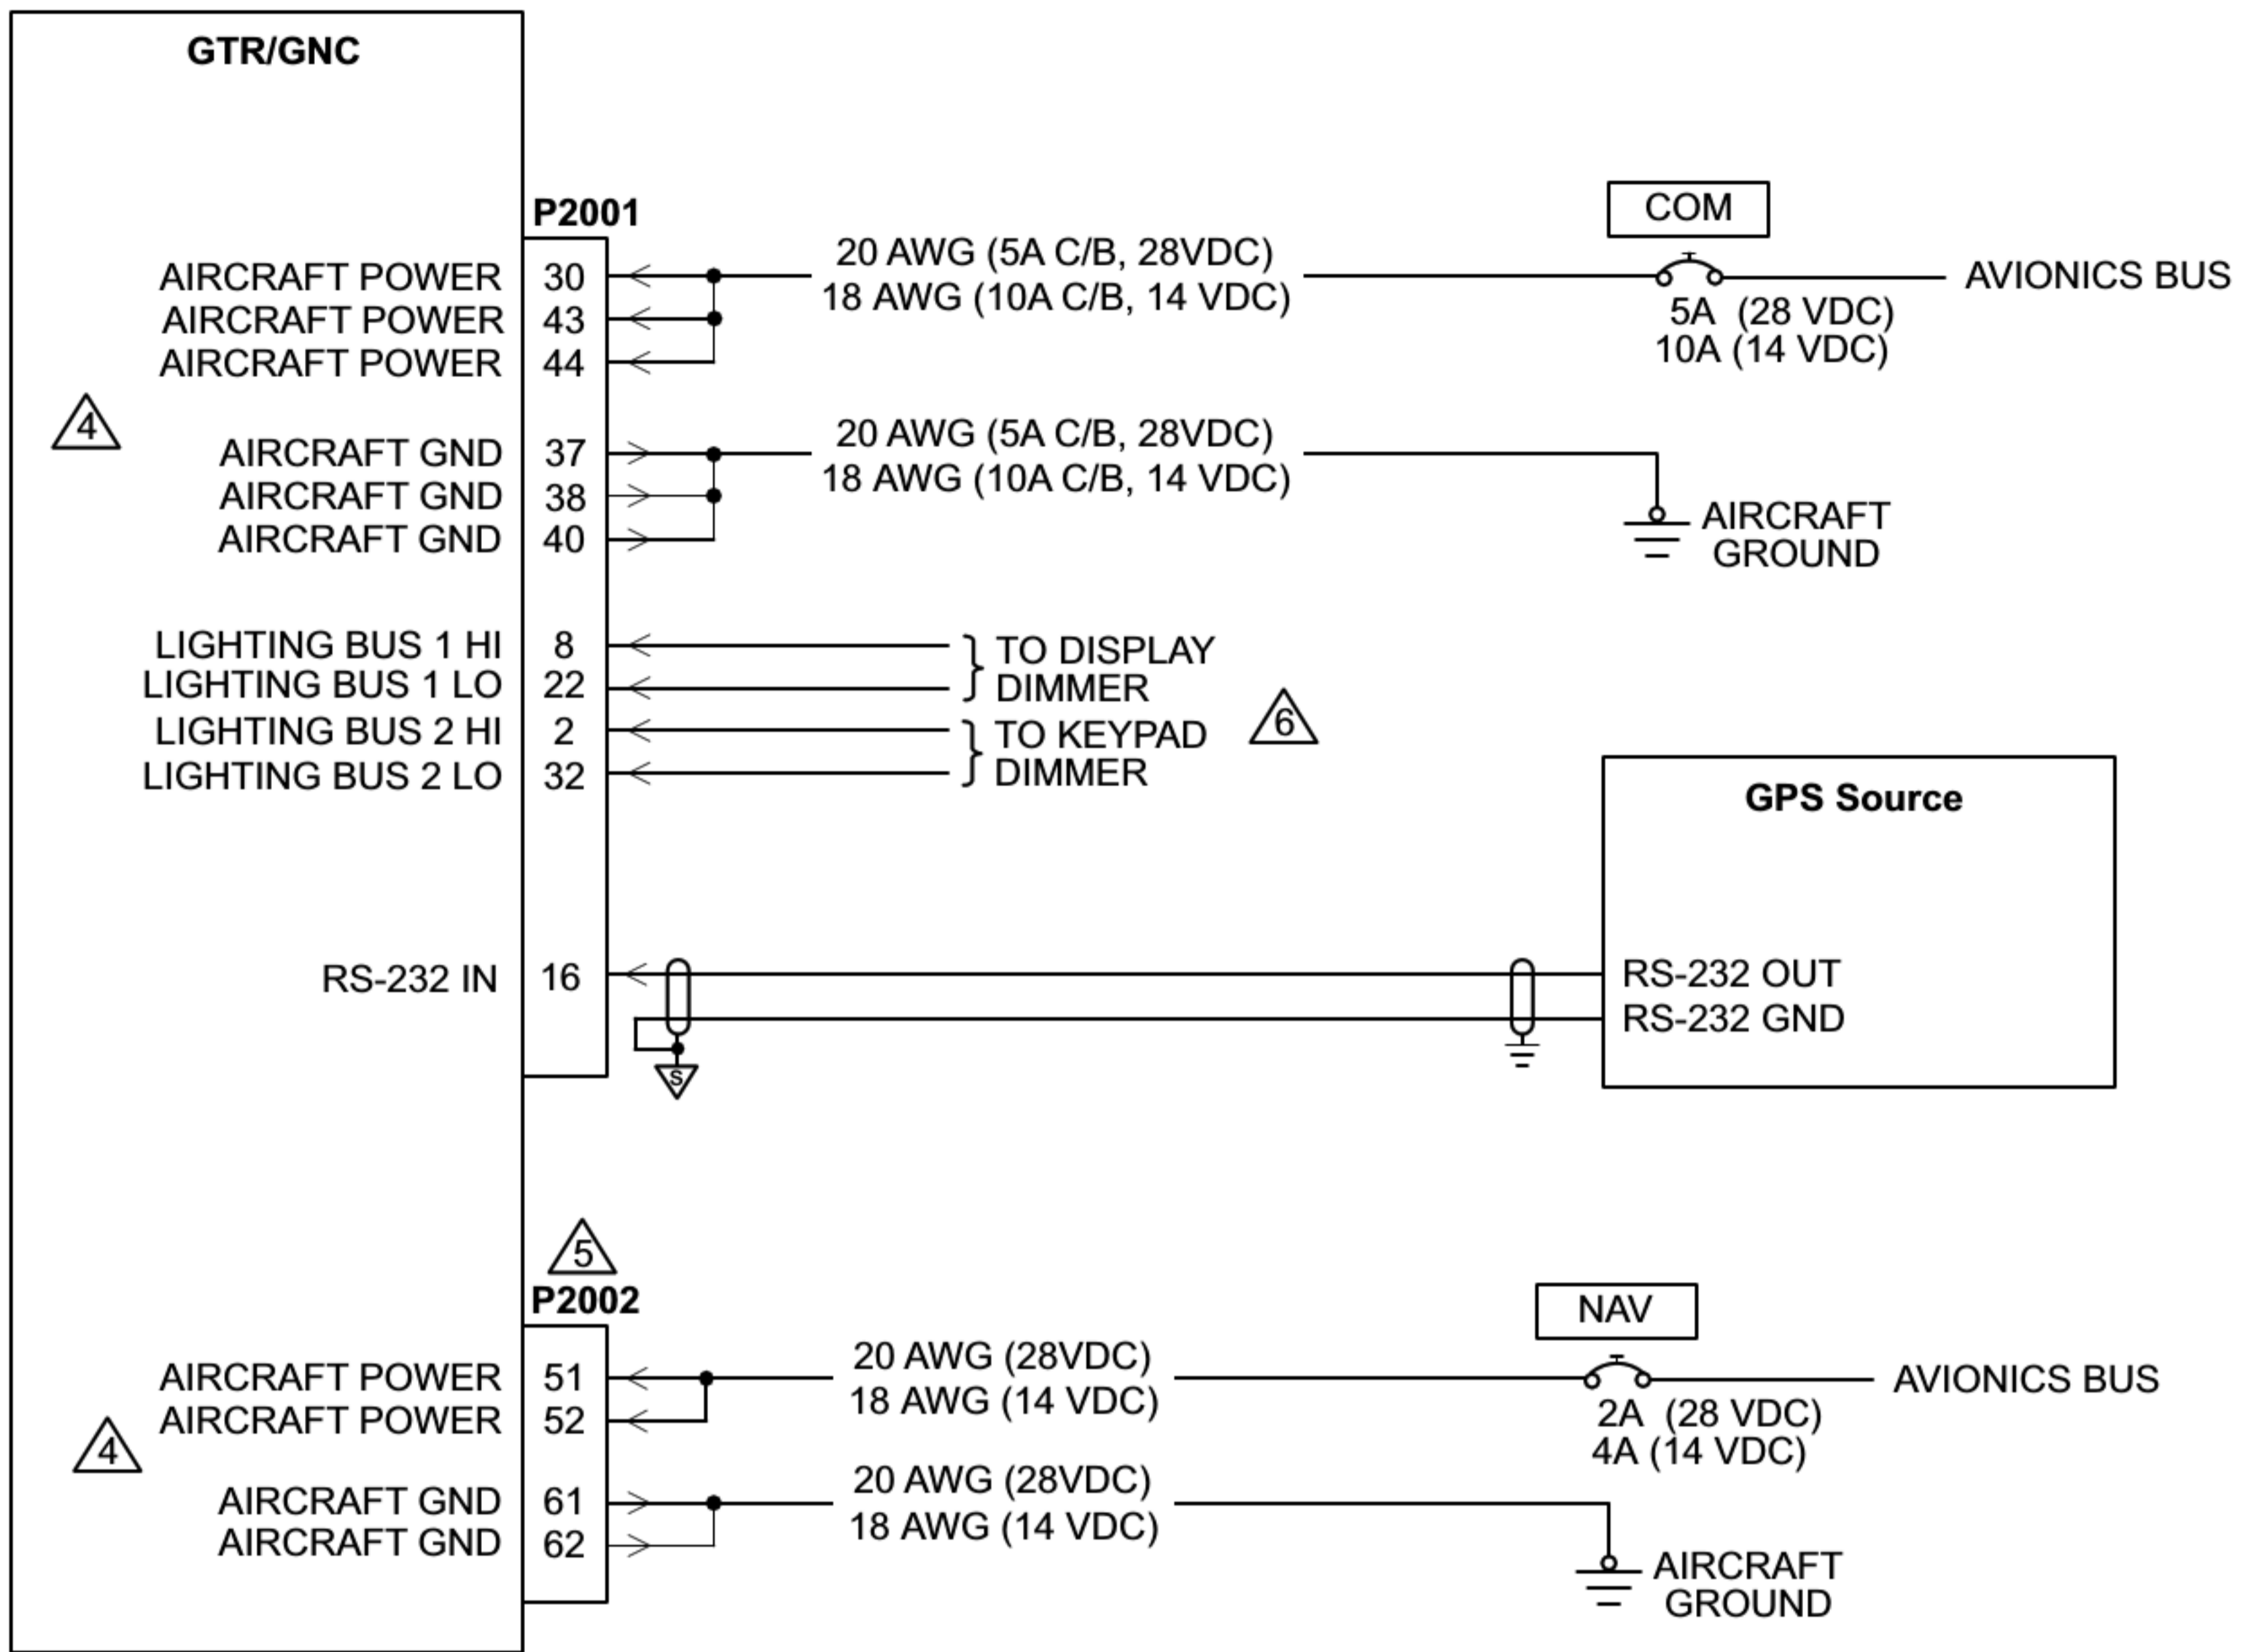 GTR/GNC
P2001
COM
AIRCRAFT POWER 30
20 AWG (5A C/B, 28VDC)
18 AWG (10A C/B, 14 VDC)
AVIONICS BUS
5A (28 VDC)
10A (14 VDC)
AIRCRAFT POWER 43
AIRCRAFT POWER 44
4
AIRCRAFT GND 37
20 AWG (5A C/B, 28VDC)
18 AWG (10A C/B, 14 VDC)
AIRCRAFT GND 38
AIRCRAFT GND 40
AIRCRAFT
GROUND
LIGHTING BUS 1 HI 8
LIGHTING BUS 1 LO 22
TO DISPLAY
DIMMER
LIGHTING BUS 2 HI 2
LIGHTING BUS 2 LO 32
TO KEYPAD
DIMMER
6
GPS Source
RS-232 IN 16
RS-232 OUT
RS-232 GND
S
5
P2002
NAV
AIRCRAFT POWER 51
20 AWG (28VDC)
18 AWG (14 VDC)
AVIONICS BUS
2A (28 VDC)
4A (14 VDC)
AIRCRAFT POWER 52
4
AIRCRAFT GND 61
20 AWG (28VDC)
18 AWG (14 VDC)
AIRCRAFT GND 62
AIRCRAFT
GROUND